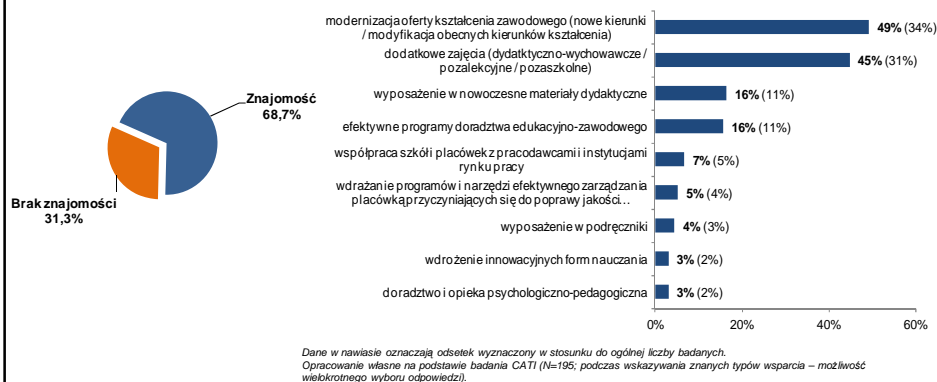 Znajomość
68,7%
Brak znajomości
31,3%
modernizacja oferty kształcenia zawodowego (nowe kierunki
/ modyfikacja obecnych kierunków kształcenia)
49% (34%)
dodatkowe zajęcia (dydatktyczno-wychowawcze /
pozalekcyjne / pozaszkolne)
45% (31%)
wyposażenie w nowoczesne materiały dydaktyczne
16% (11%)
efektywne programy doradztwa edukacyjno-zawodowego
16% (11%)
współpraca szkół i placówek z pracodawcami i instytucjami
rynku pracy
7% (5%)
wdrażanie programów i narzędzi efektywnego zarządzania
placówką przyczyniających się do poprawy jakości…
5% (4%)
wyposażenie w podręczniki
4% (3%)
wdrożenie innowacyjnych form nauczania
3% (2%)
doradztwo i opieka psychologiczno-pedagogiczna
3% (2%)
0% 20% 40% 60%
Dane w nawiasie oznaczają odsetek wyznaczony w stosunku do ogólnej liczby badanych.
Opracowanie własne na podstawie badania CATI (N=195; podczas wskazywania znanych typów wsparcia – możliwość
wielokrotnego wyboru odpowiedzi).